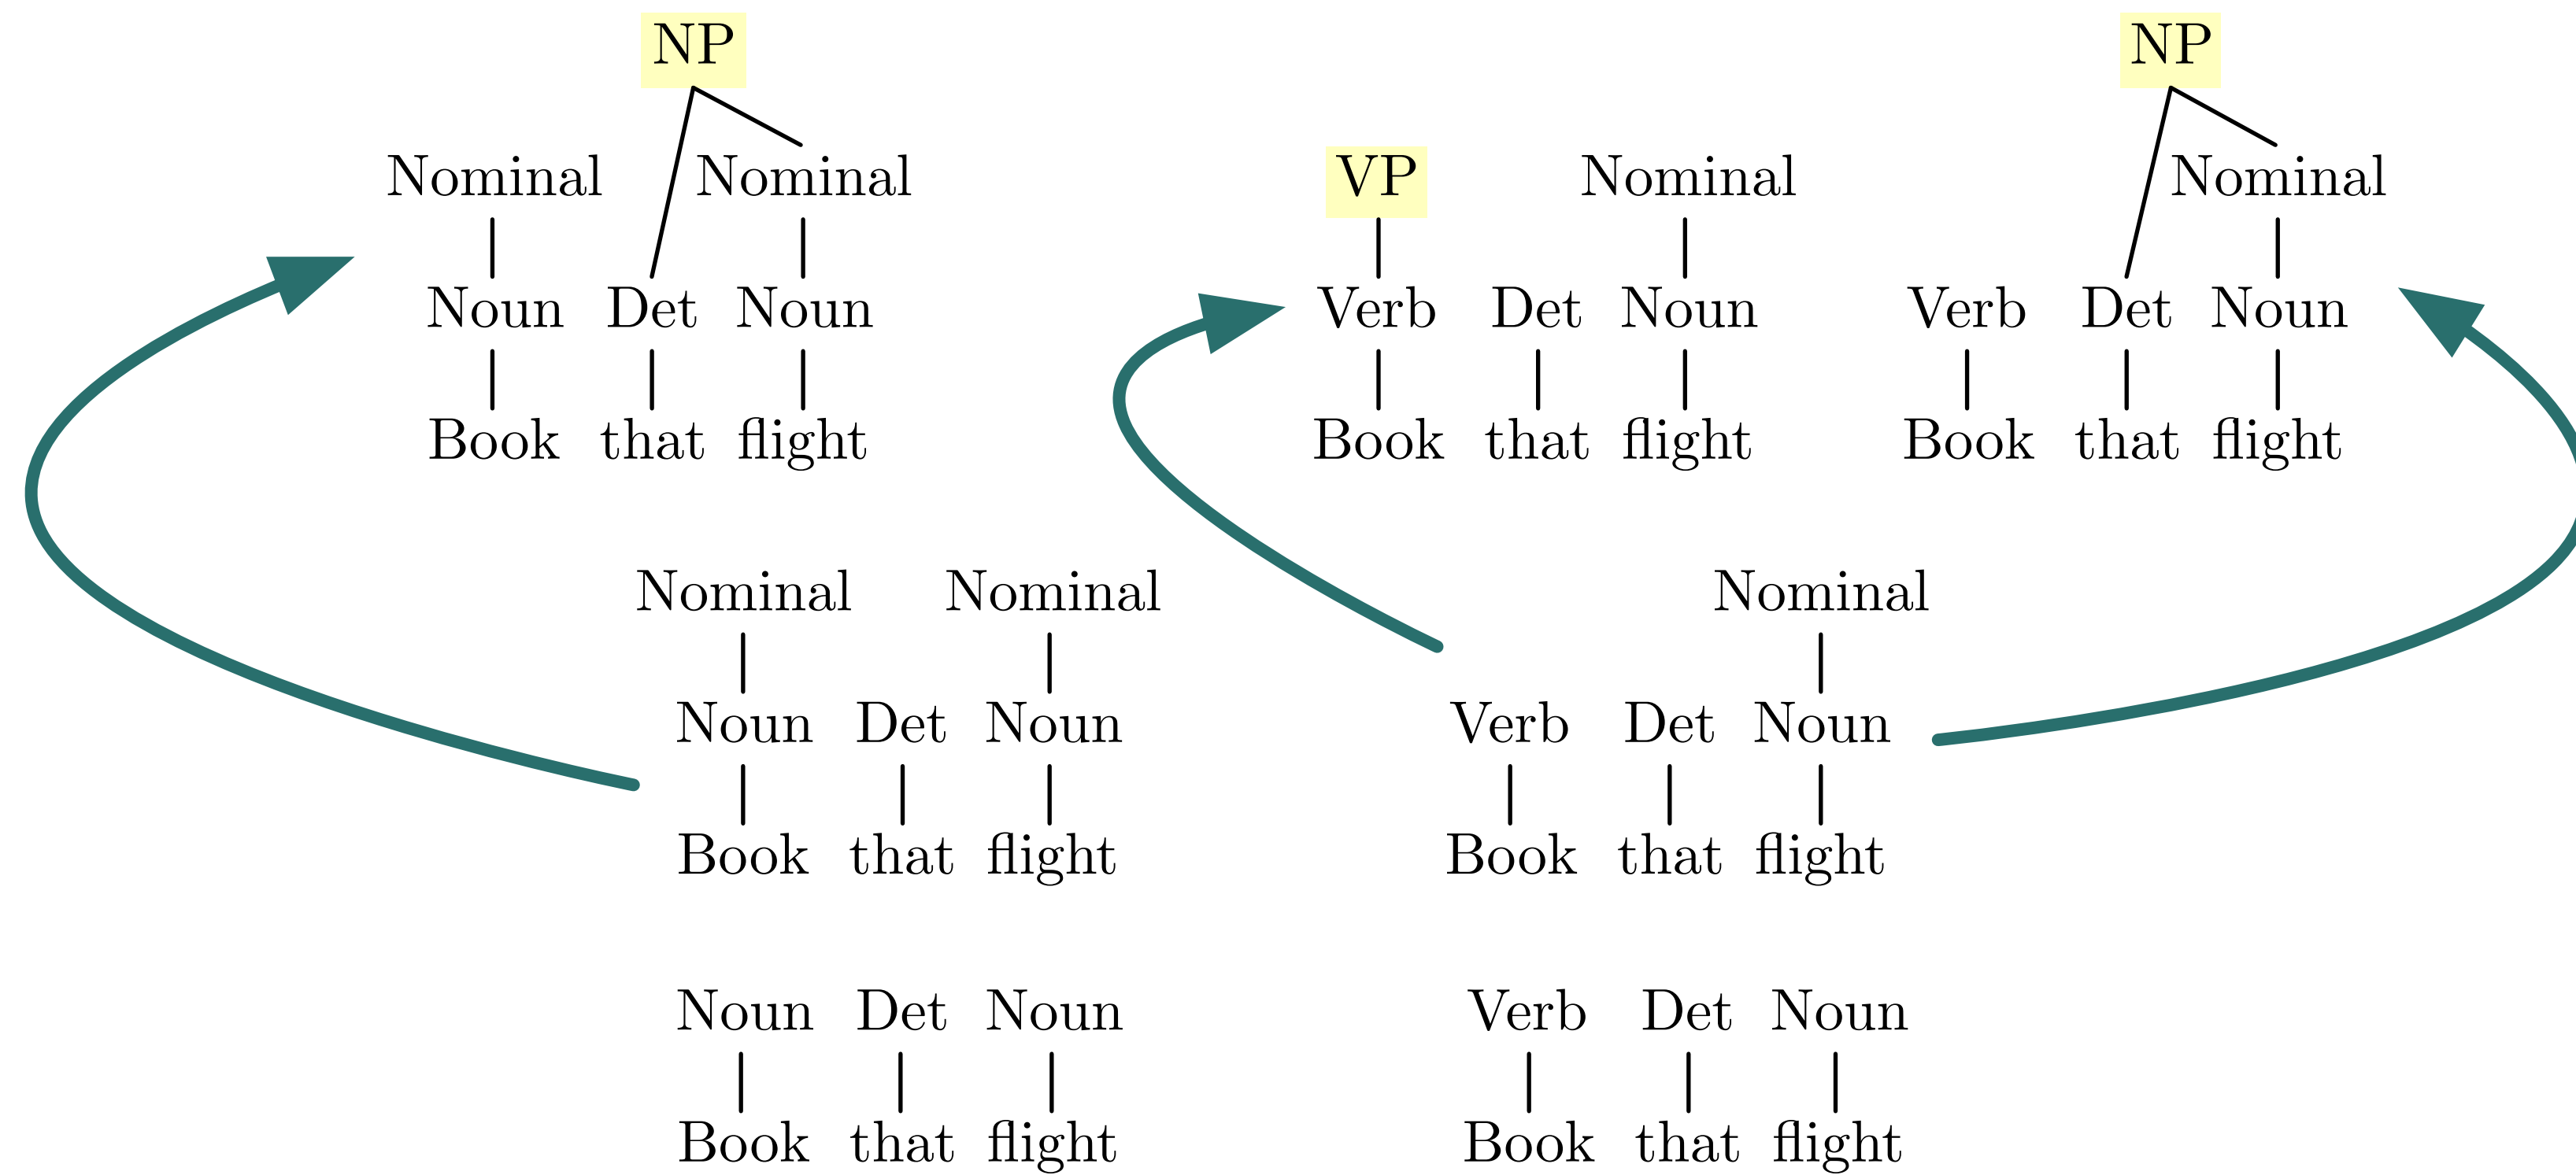 NP NP
Nominal Nominal VP Nominal Nominal
Noun Det Noun Verb Det Noun Verb Det Noun
Book that flight Book that flight Book that flight
Nominal Nominal Nominal
Noun Det Noun Verb Det Noun
Book that flight Book that flight
Noun Det Noun Verb Det Noun
Book that flight Book that flight